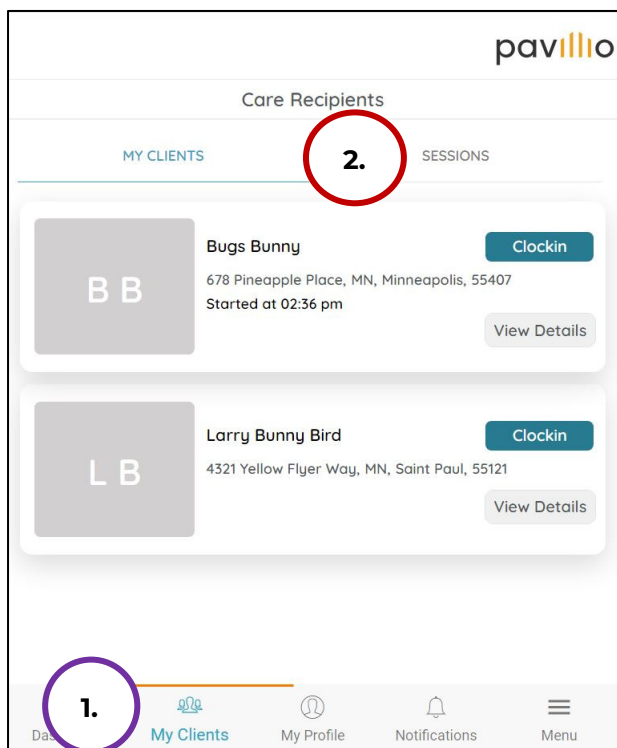 pavillio
Care Recipients
MY CLIENTS
2.
SESSIONS
B B
Bugs Bunny
Clockin
678 Pineapple Place, MN, Minneapolis, 55407
Started at 02:36 pm
View Details
L B
Larry Bunny Bird
Clockin
4321 Yellow Flyer Way, MN, Saint Paul, 55121
View Details
1.
My Clients
My Profile
Notifications
Menu